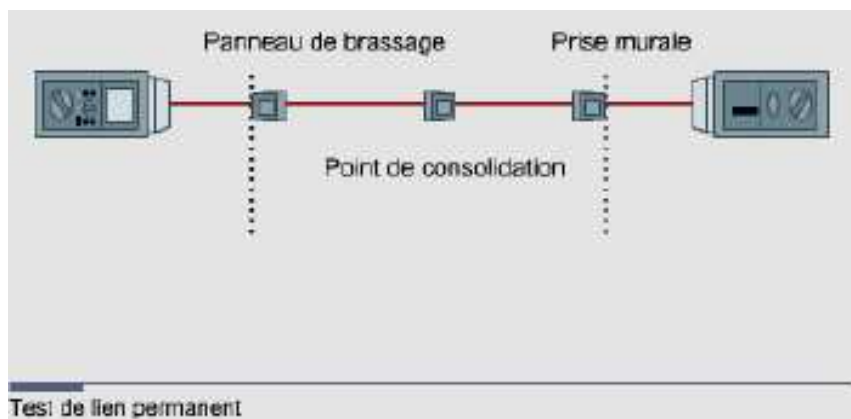 Panneau de brassage
Prise murale
Point de consolidation
Test de lien permanent